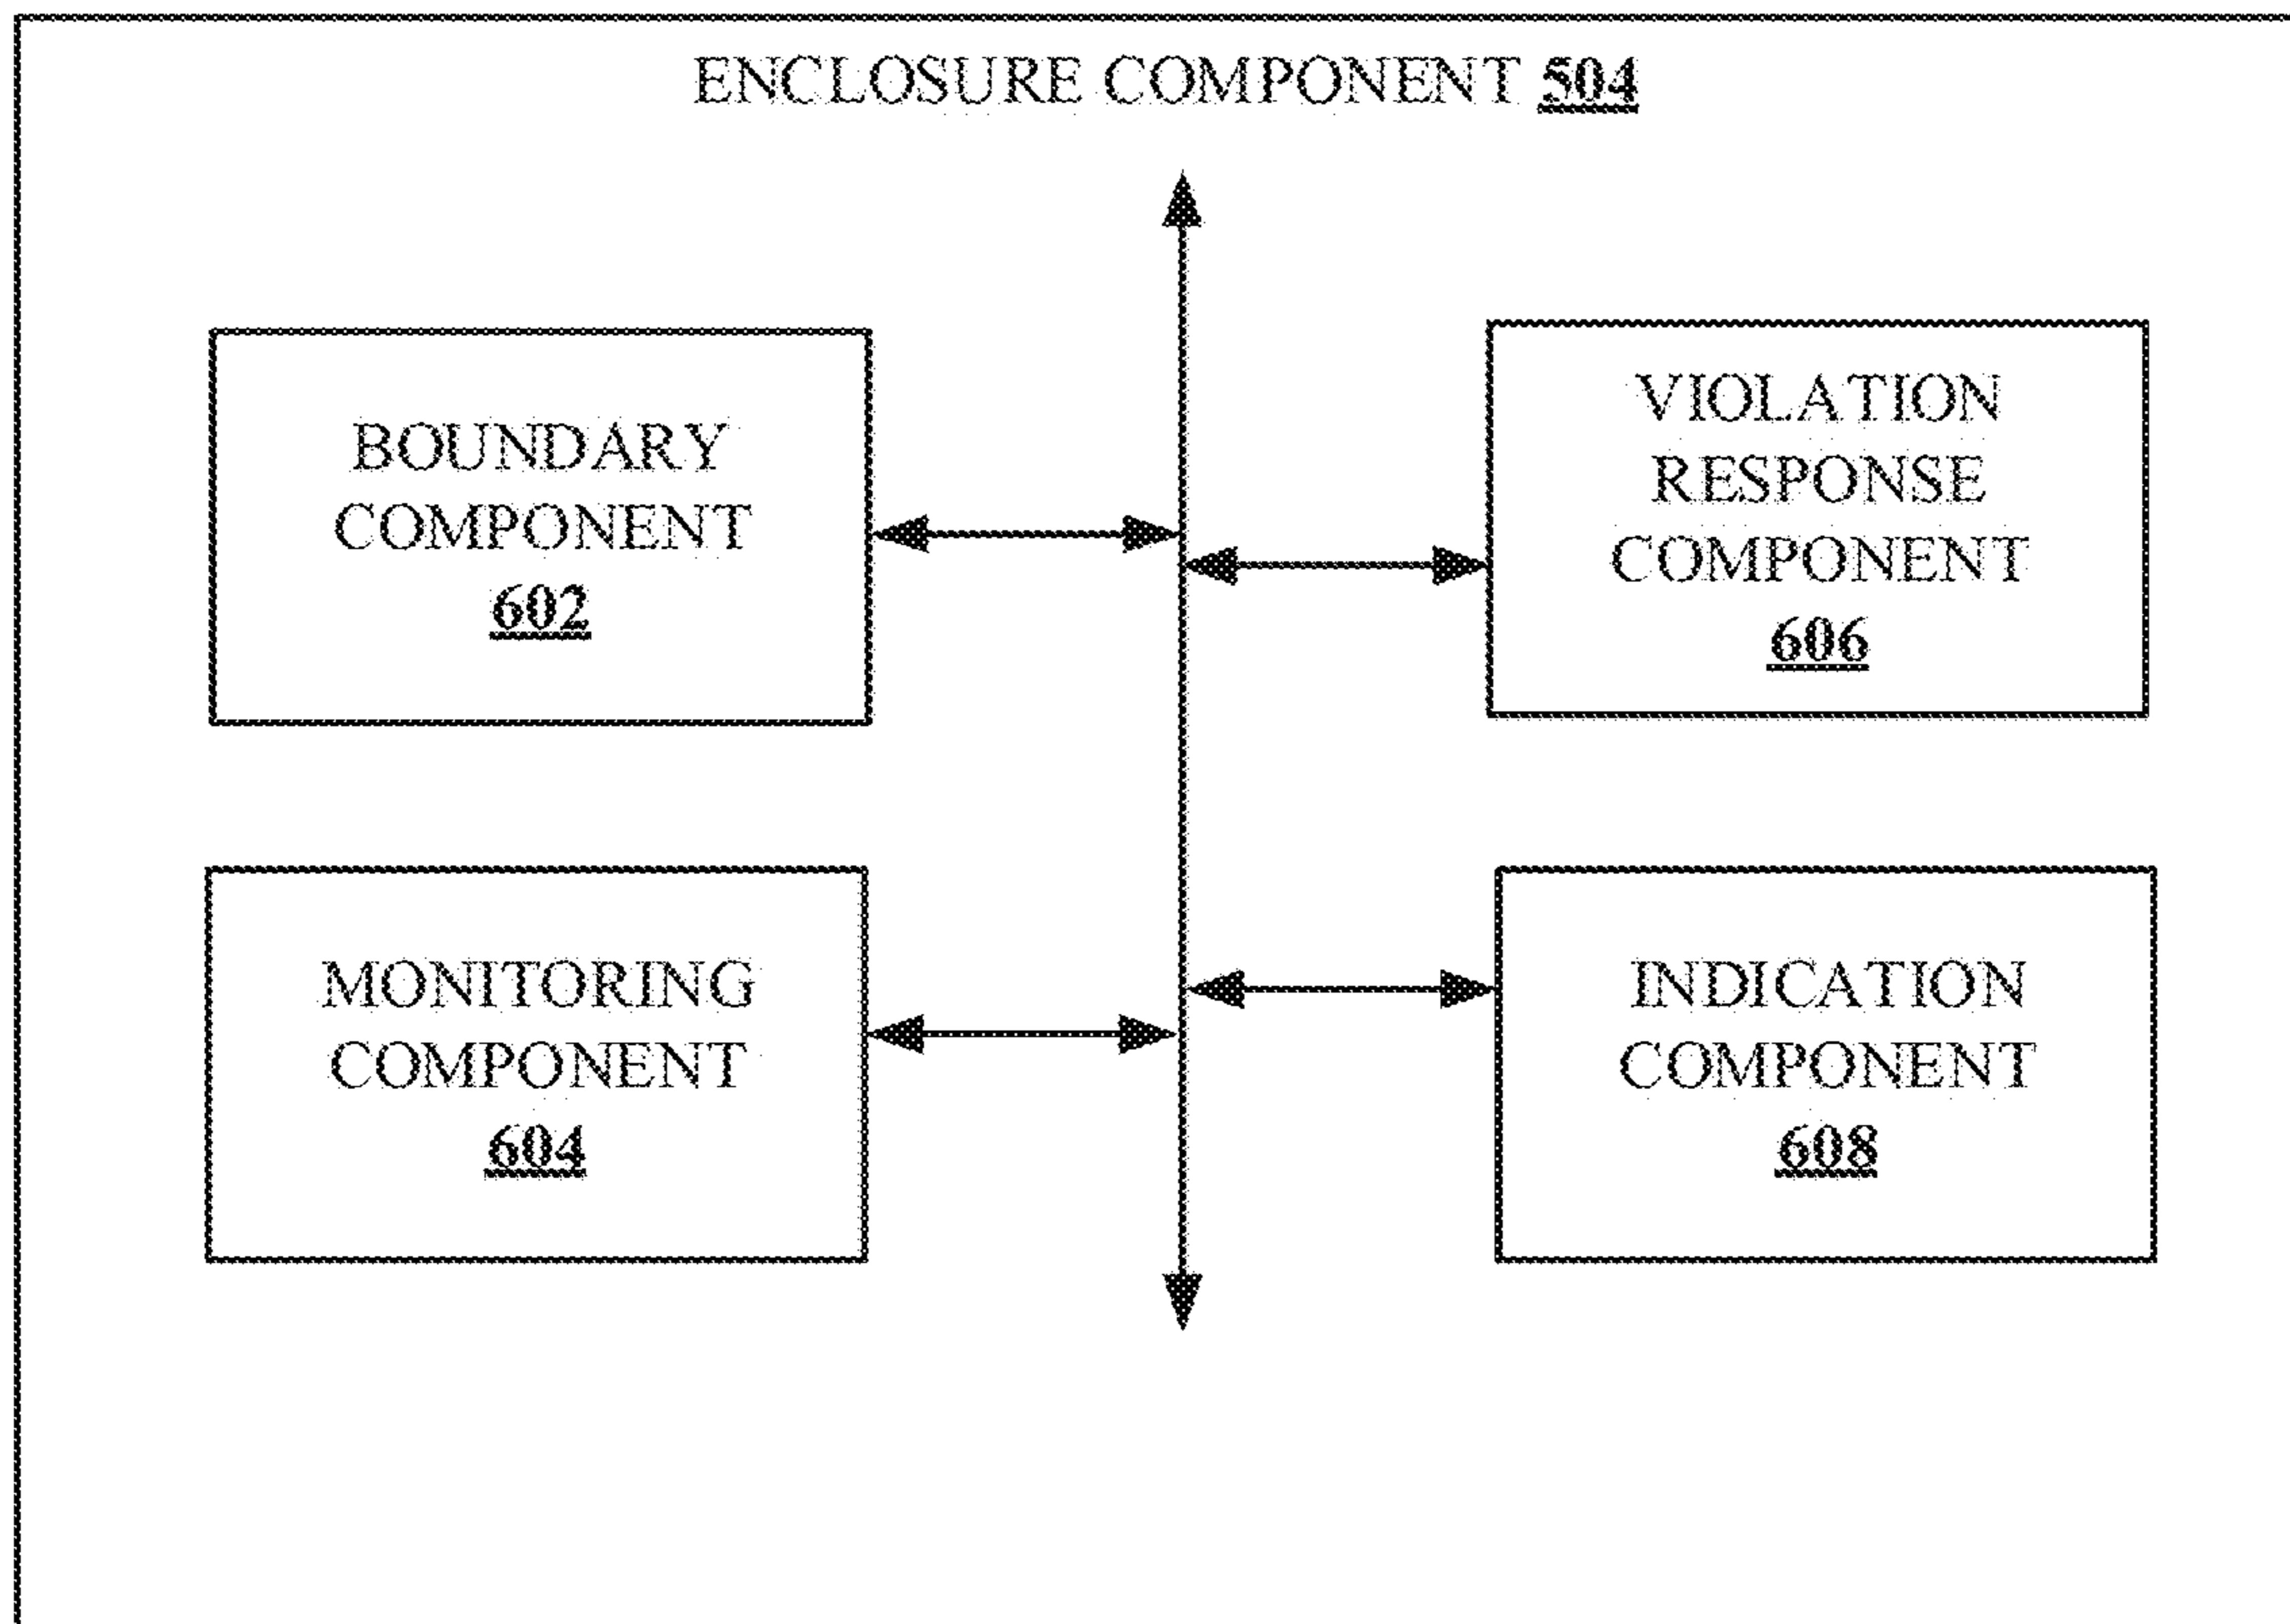 ENCLOSURE COMPONENT 504
BOUNDARY
COMPONENT
602
VIOLATION
RESPONSE
COMPONENT
606
MONITORING
COMPONENT
604
INDICATION
COMPONENT
608